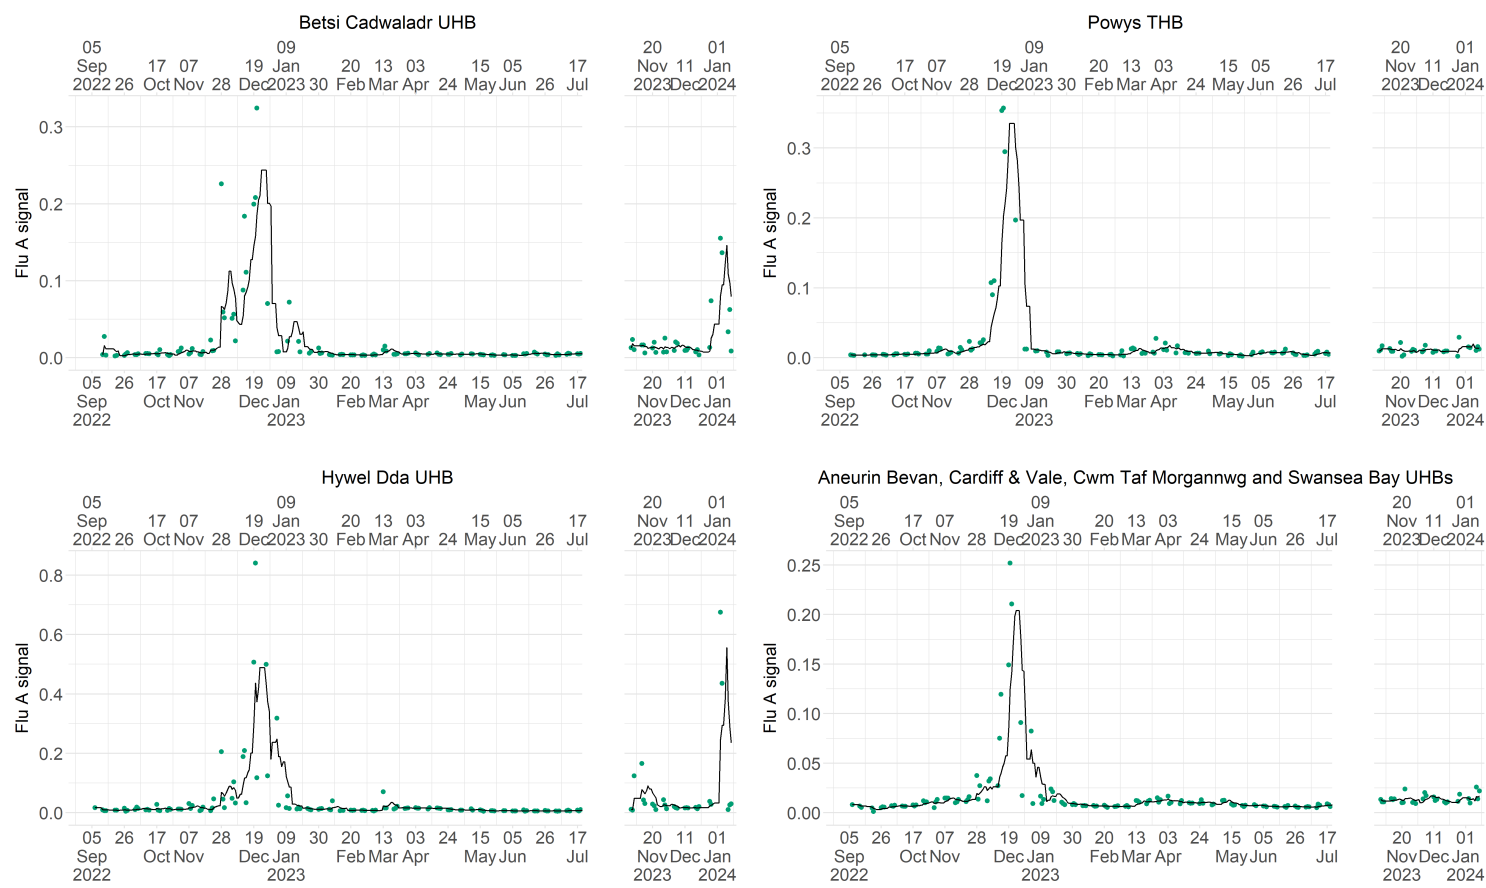 Betsi Cadwaladr UHB
05 09 20 01
Sep 17 07 19 Jan 20 13 03 15 05 17 Nov 11 Jan
2022 26 Oct Nov 28 Dec 2023 30 Feb Mar Apr 24 May Jun 26 Jul 2023 Dec 2024
Flu A signal
0.3
0.2
0.1
0.0
05 26 17 07 28 19 09 30 20 13 03 24 15 05 26 17 20 11 01
Sep Oct Nov Dec Jan Feb Mar Apr May Jun Jul Nov Dec Jan
2022 2023 2023 2024
Powys THB
05 09 20 01
Sep 17 07 19 Jan 20 13 03 15 05 17 Nov 11 Jan
2022 26 Oct Nov 28 Dec 2023 30 Feb Mar Apr 24 May Jun 26 Jul 2023 Dec 2024
Flu A signal
0.3
0.2
0.1
0.0
05 26 17 07 28 19 09 30 20 13 03 24 15 05 26 17 20 11 01
Sep Oct Nov Dec Jan Feb Mar Apr May Jun Jul Nov Dec Jan
2022 2023 2023 2024
Hywel Dda UHB
05 09 20 01
Sep 17 07 19 Jan 20 13 03 15 05 17 Nov 11 Jan
2022 26 Oct Nov 28 Dec 2023 30 Feb Mar Apr 24 May Jun 26 Jul 2023 Dec 2024
Flu A signal
0.8
0.6
0.4
0.2
0.0
05 26 17 07 28 19 09 30 20 13 03 24 15 05 26 17 20 11 01
Sep Oct Nov Dec Jan Feb Mar Apr May Jun Jul Nov Dec Jan
2022 2023 2023 2024
Aneurin Bevan, Cardiff & Vale, Cwm Taf Morgannwg and Swansea Bay UHBs
05 09 20 01
Sep 17 07 19 Jan 20 13 03 15 05 17 Nov 11 Jan
2022 26 Oct Nov 28 Dec 2023 30 Feb Mar Apr 24 May Jun 26 Jul 2023 Dec 2024
Flu A signal
0.25
0.20
0.15
0.10
0.05
0.00
05 26 17 07 28 19 09 30 20 13 03 24 15 05 26 17 20 11 01
Sep Oct Nov Dec Jan Feb Mar Apr May Jun Jul Nov Dec Jan
2022 2023 2023 2024